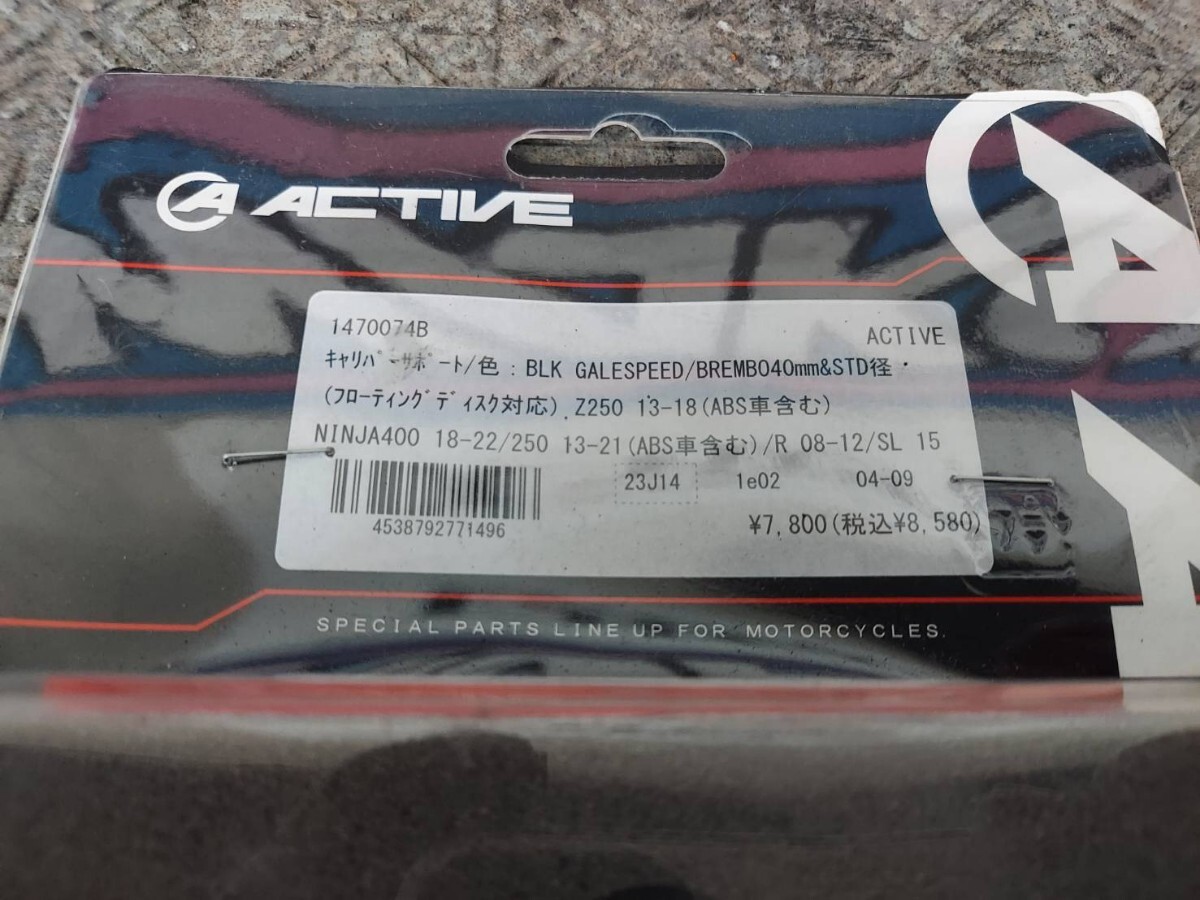 ACTIVE
1470074B ACTIVE
ｷｬﾘﾊﾟｰｻﾎﾟｰﾄ/色 : BLK GALESPEED/BREMBO40mm&STD径・
(ﾌﾛｰﾃｨﾝｸﾞﾃﾞｨｽｸ対応) Z250 13-18(ABS車含む)
NINJA400 18-22/250 13-21(ABS車含む)/R 08-12/SL 15
23J14 1e02 04-09
4538792771496 ¥7,800(税込¥8,580)
SPECIAL PARTS LINE UP FOR MOTORCYCLES.